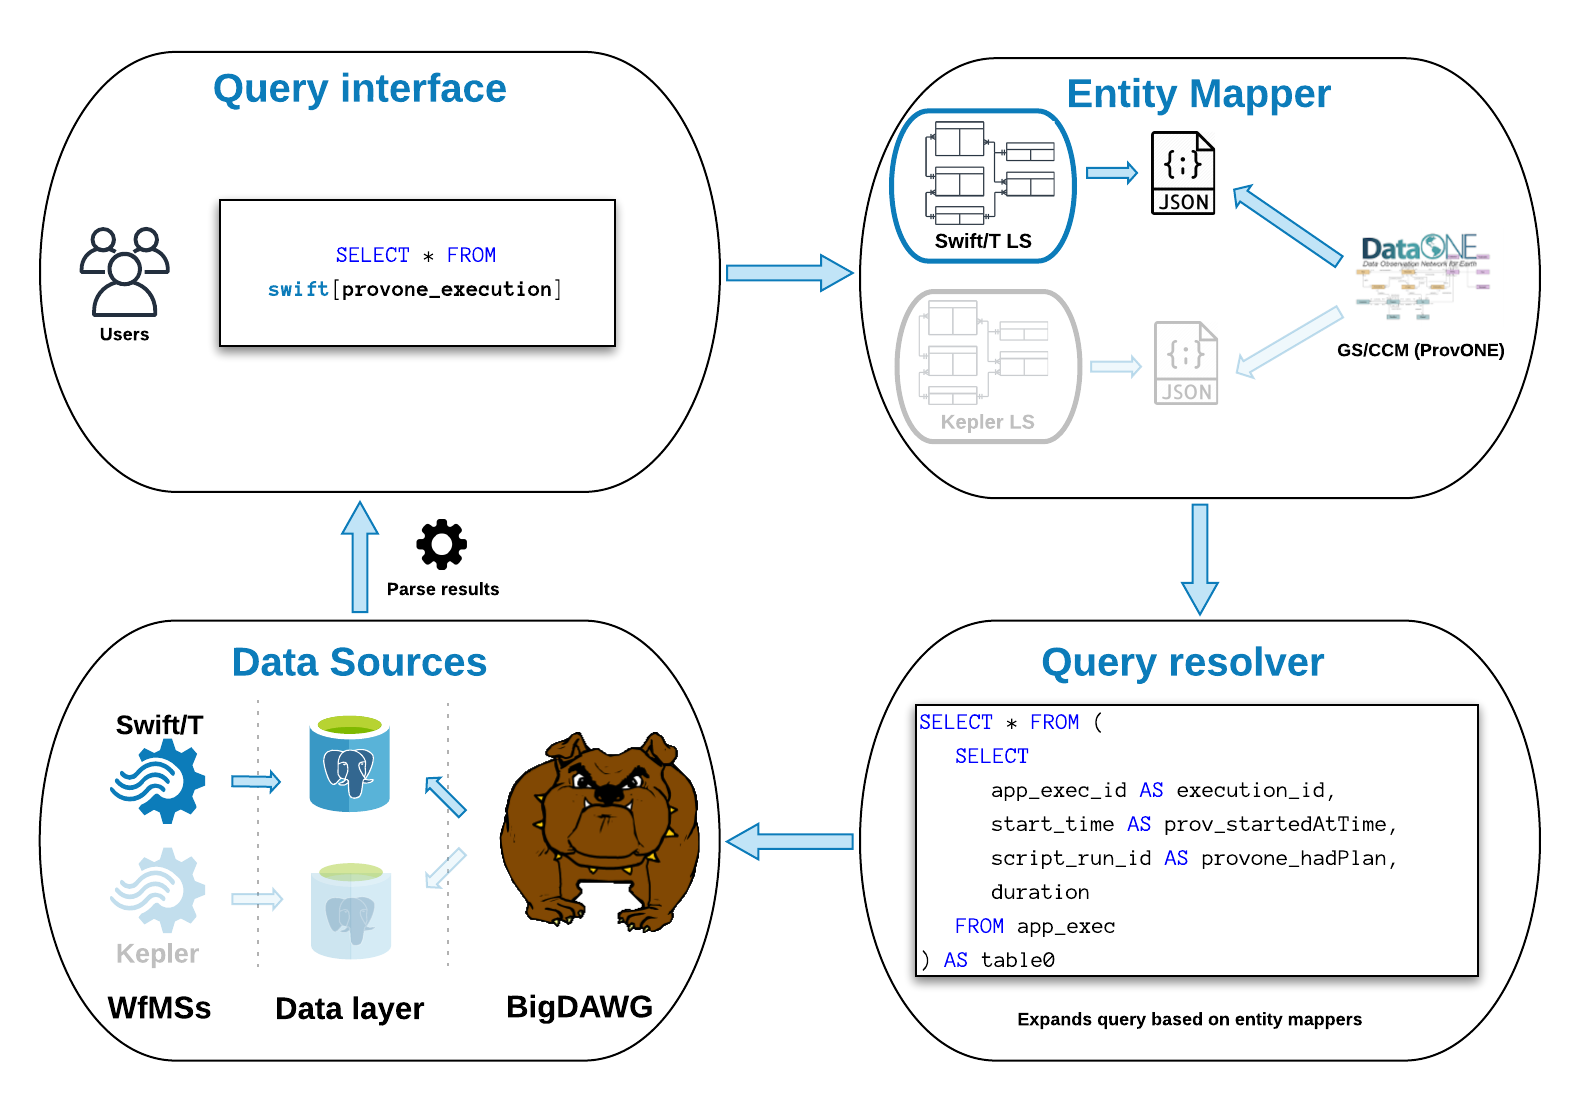 Query interface
Users
SELECT * FROM
swift[provone_execution]
Entity Mapper
Swift/T LS
{;}
JSON
DataONE
Data Observation Network for Earth
GS/CCM (ProvONE)
Kepler LS
{;}
JSON
Parse results
Data Sources
Swift/T
Kepler
WfMSs
Data layer
BigDAWG
Query resolver
SELECT * FROM (
SELECT
app_exec_id AS execution_id,
start_time AS prov_startedAtTime,
script_run_id AS provone_hadPlan,
duration
FROM app_exec
) AS table0
Expands query based on entity mappers